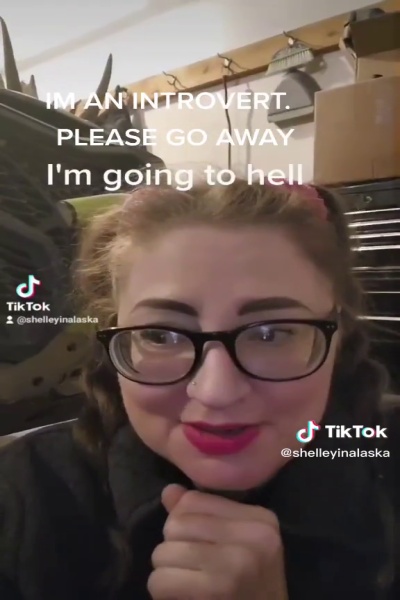 IM AN INTROVERT.
PLEASE GO AWAY
I'm going to hell
TikTok
@shelleyinalaska
TikTok
@shelleyinalaska